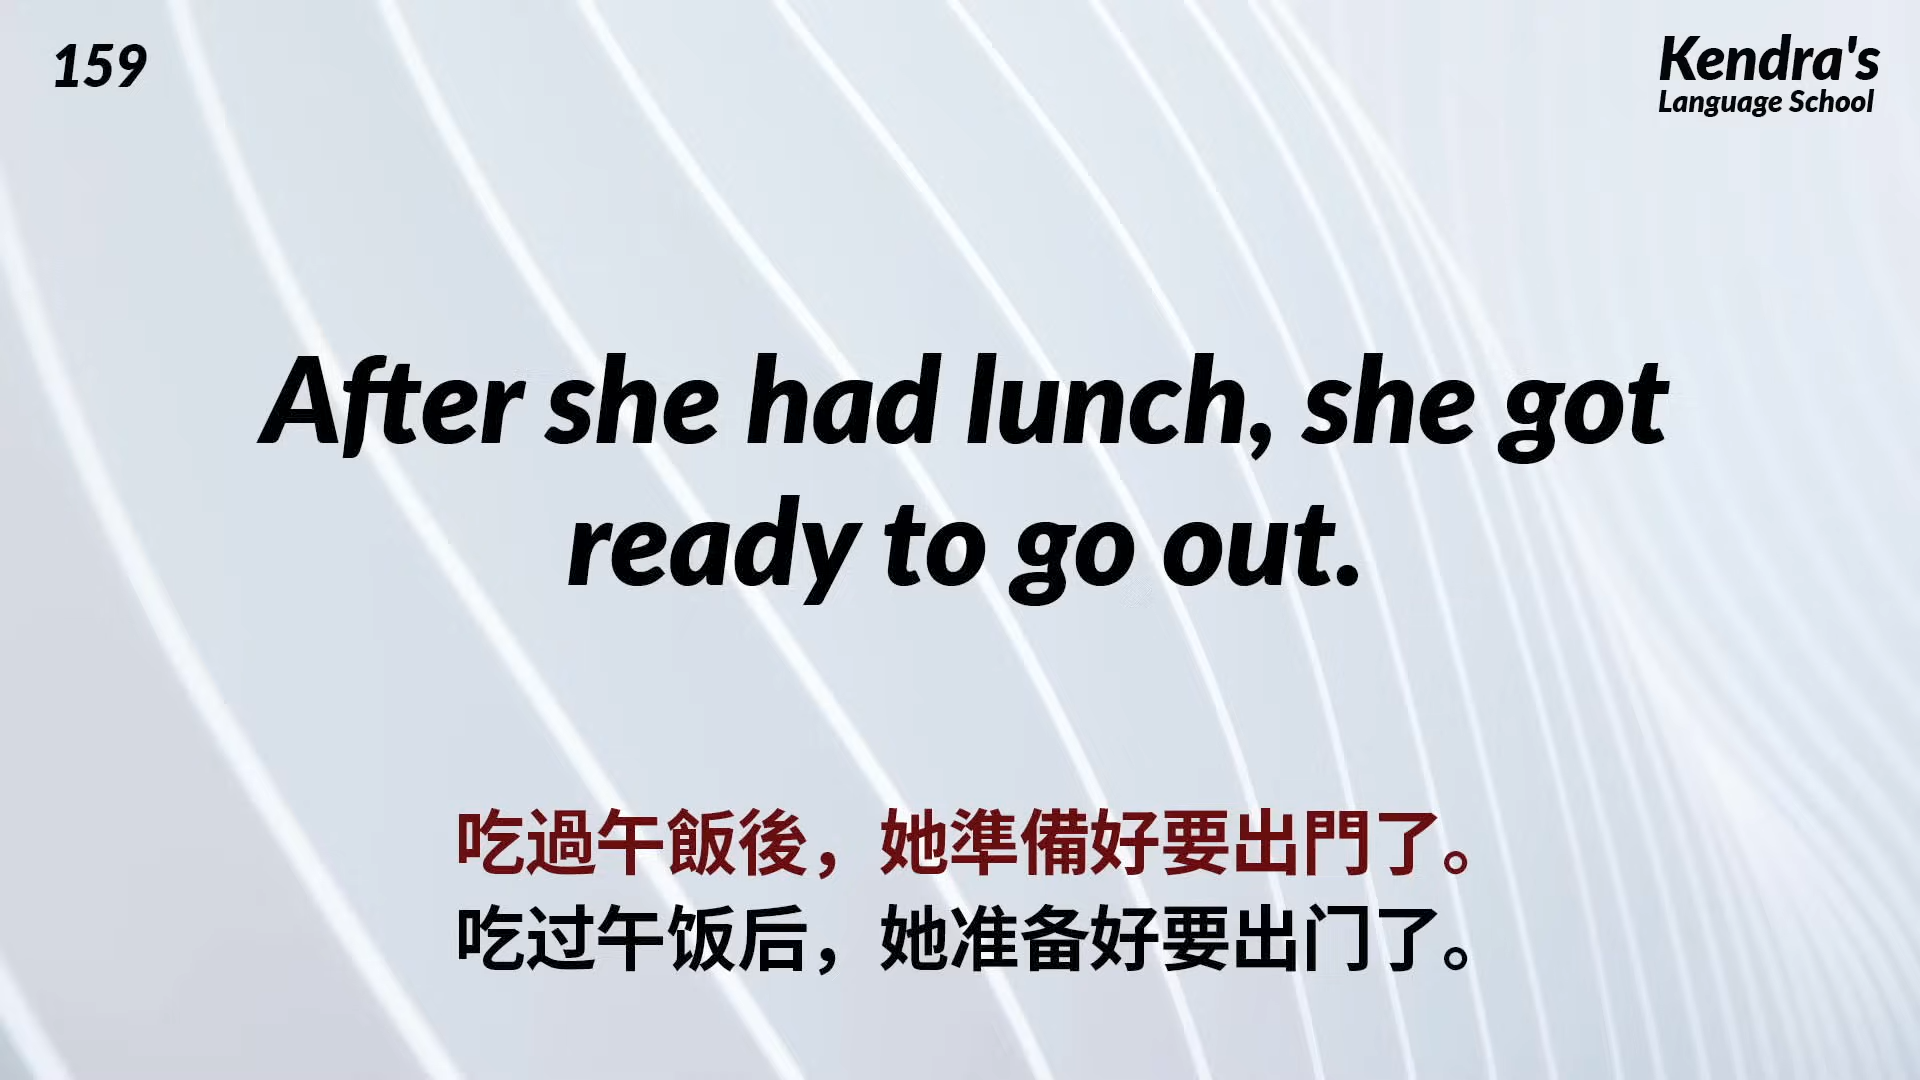 159
Kendra's
Language School
After she had lunch, she got
ready to go out.
吃過午飯後，她準備好要出門了。
吃过午饭后，她准备好要出门了。